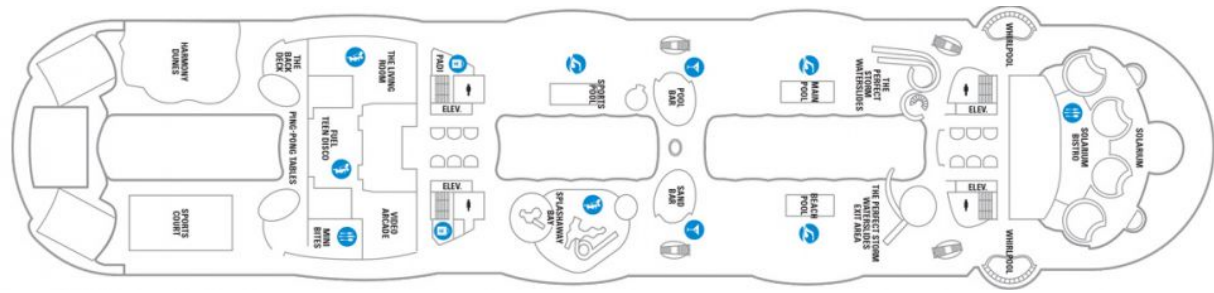 HARMONY
DUNES
THE
BACK
DECK
PING-PONG TABLES
SPORTS
COURT
THE LIVING
ROOM
FUEL
TEEN DISCO
MINI
BITES
VIDEO
ARCADE
PADI
ELEV.
ELEV.
SPORTS
POOL
SPLASHAWAY
BAY
POOL
BAR
SAND
BAR
MAIN
POOL
BEACH
POOL
THE
PERFECT
STORM
WATERSLIDES
THE PERFECT STORM
WATERSLIDES
EXIT AREA
ELEV.
ELEV.
WHIRLPOOL
WHIRLPOOL
SOLARIUM
BISTRO
SOLARIUM